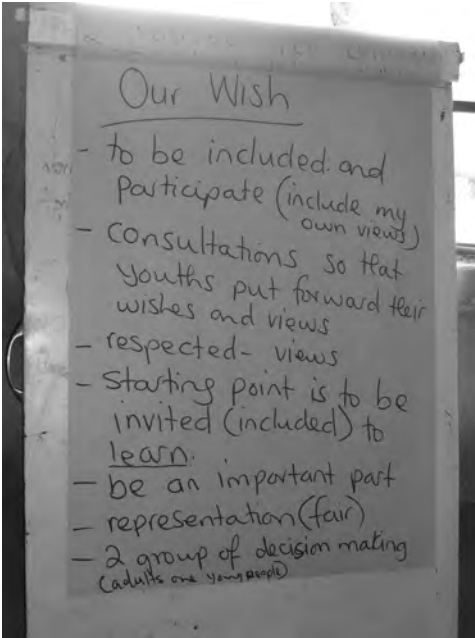 Our Wish
- to be included and
participate (include my
own views)
- consultations so that
youths put forward their
wishes and views
- respected - views
- Starting point is to be
invited (included) to
learn.
- be an important part
- representation (fair)
- 2 group of decision making
(adults and young people)